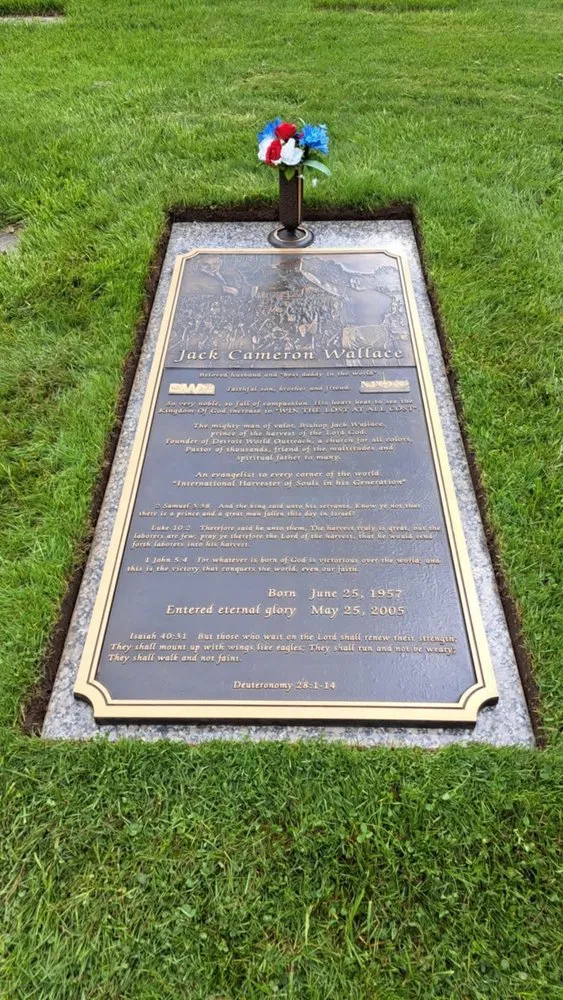 Jack Cameron Wallace
Beloved husband and "best daddy in the world"
Faithful son, brother and friend.
So very noble, so full of compassion. His heart beat to see the
Kingdom Of God increase to "WIN THE LOST AT ALL COST"
The mighty man of valor, Bishop Jack Wallace,
prince of the harvest of the Lord God.
Founder of Detroit World Outreach, a church for all colors,
Pastor of thousands, friend of the multitudes and
spiritual father to many.
An evangelist to every corner of the world.
"International Harvester of Souls in his Generation"
2 Samuel 3:38 And the king said unto his servants, Know ye not that
there is a prince and a great man fallen this day in Israel?
Luke 10:2 Therefore said he unto them, The harvest truly is great, but the
laborers are few; pray ye therefore the Lord of the harvest, that he would send
forth laborers into his harvest.
1 John 5:4 For whatever is born of God is victorious over the world; and
this is the victory that conquers the world, even our faith.
Born June 25, 1957
Entered eternal glory May 25, 2005
Isaiah 40:31 But those who wait on the Lord shall renew their strength;
They shall mount up with wings like eagles; They shall run and not be weary;
They shall walk and not faint.
Deuteronomy 28:1-14